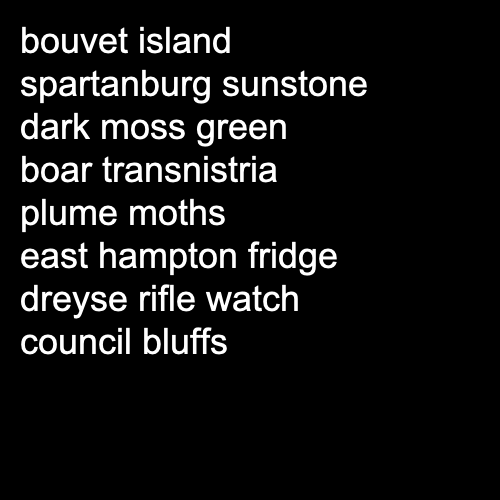 bouvet island
spartanburg sunstone
dark moss green
boar transnistria
plume moths
east hampton fridge
dreyse rifle watch
council bluffs